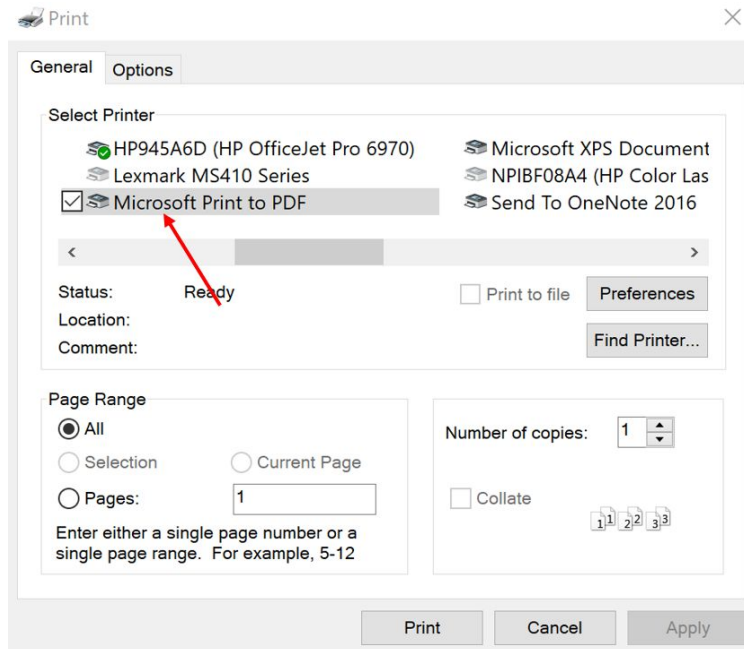 Print
General Options
Select Printer
HP945A6D (HP OfficeJet Pro 6970) Microsoft XPS Document
Lexmark MS410 Series NPIBF08A4 (HP Color Las
Microsoft Print to PDF Send To OneNote 2016
Status: Ready Print to file Preferences
Location:
Comment: Find Printer...
Page Range
All
Selection Current Page
Pages: 1
Enter either a single page number or a
single page range. For example, 5-12
Number of copies: 1
Collate
1 1 2 2 3 3
Print Cancel Apply